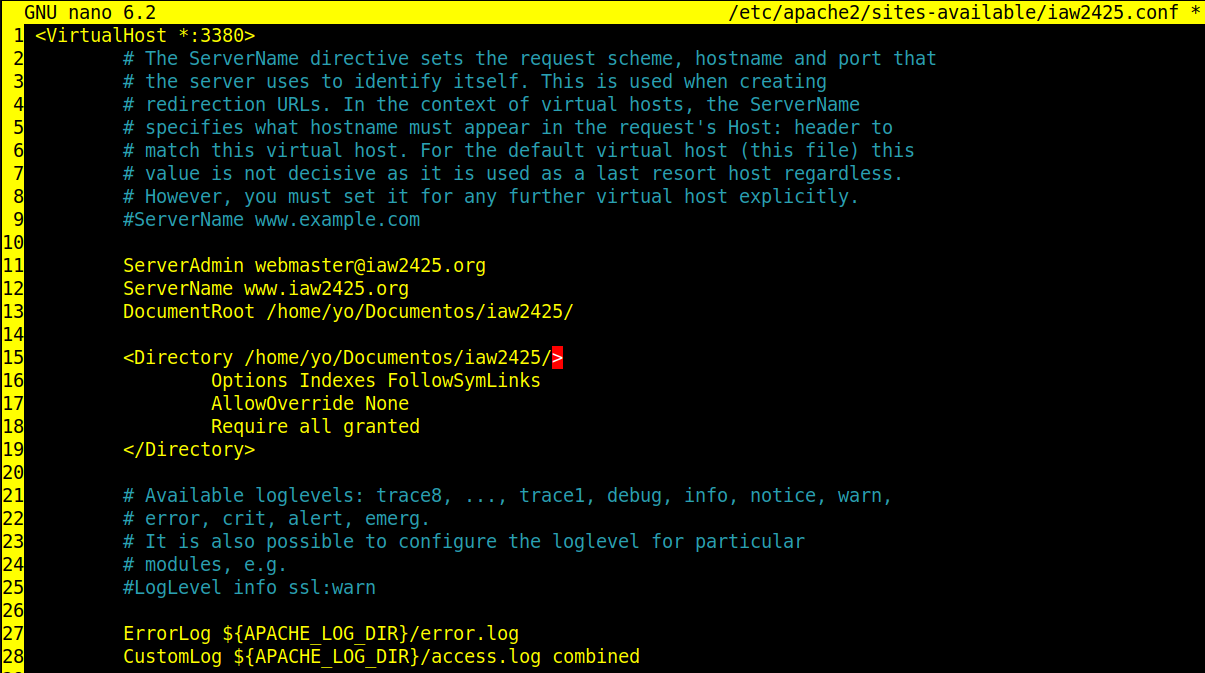 GNU nano 6.2 /etc/apache2/sites-available/iaw2425.conf *
1 <VirtualHost *:3380>
2 # The ServerName directive sets the request scheme, hostname and port that
3 # the server uses to identify itself. This is used when creating
4 # redirection URLs. In the context of virtual hosts, the ServerName
5 # specifies what hostname must appear in the request's Host: header to
6 # match this virtual host. For the default virtual host (this file) this
7 # value is not decisive as it is used as a last resort host regardless.
8 # However, you must set it for any further virtual host explicitly.
9 #ServerName www.example.com
10
11 ServerAdmin webmaster@iaw2425.org
12 ServerName www.iaw2425.org
13 DocumentRoot /home/yo/Documentos/iaw2425/
14
15 <Directory /home/yo/Documentos/iaw2425/>
16 Options Indexes FollowSymLinks
17 AllowOverride None
18 Require all granted
19 </Directory>
20
21 # Available loglevels: trace8, ..., trace1, debug, info, notice, warn,
22 # error, crit, alert, emerg.
23 # It is also possible to configure the loglevel for particular
24 # modules, e.g.
25 #LogLevel info ssl:warn
26
27 ErrorLog ${APACHE_LOG_DIR}/error.log
28 CustomLog ${APACHE_LOG_DIR}/access.log combined